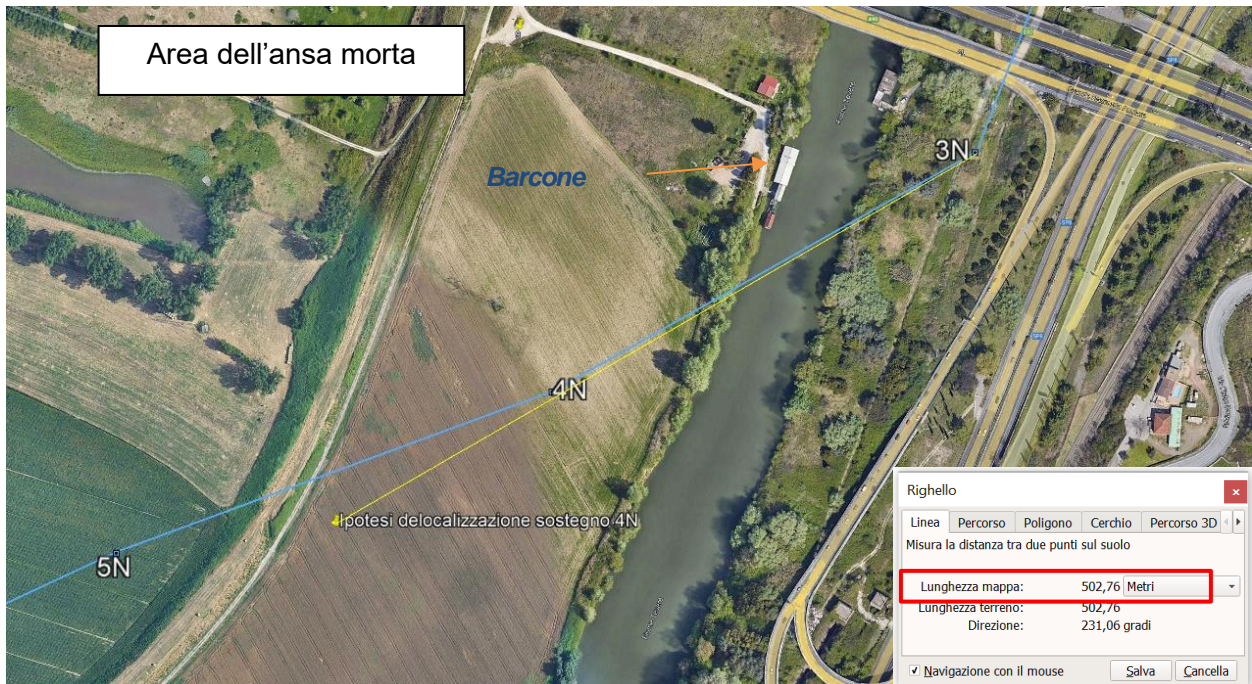 Area dell'ansa morta
Barcone
3N
4N
Ipotesi delocalizzazione sostegno 4N
5N
Righello
Linea Percorso Poligono Cerchio Percorso 3D
Misura la distanza tra due punti sul suolo
Lunghezza mappa: 502,76 Metri
Lunghezza terreno: 502,76
Direzione: 231,06 gradi
Navigazione con il mouse Salva Cancella